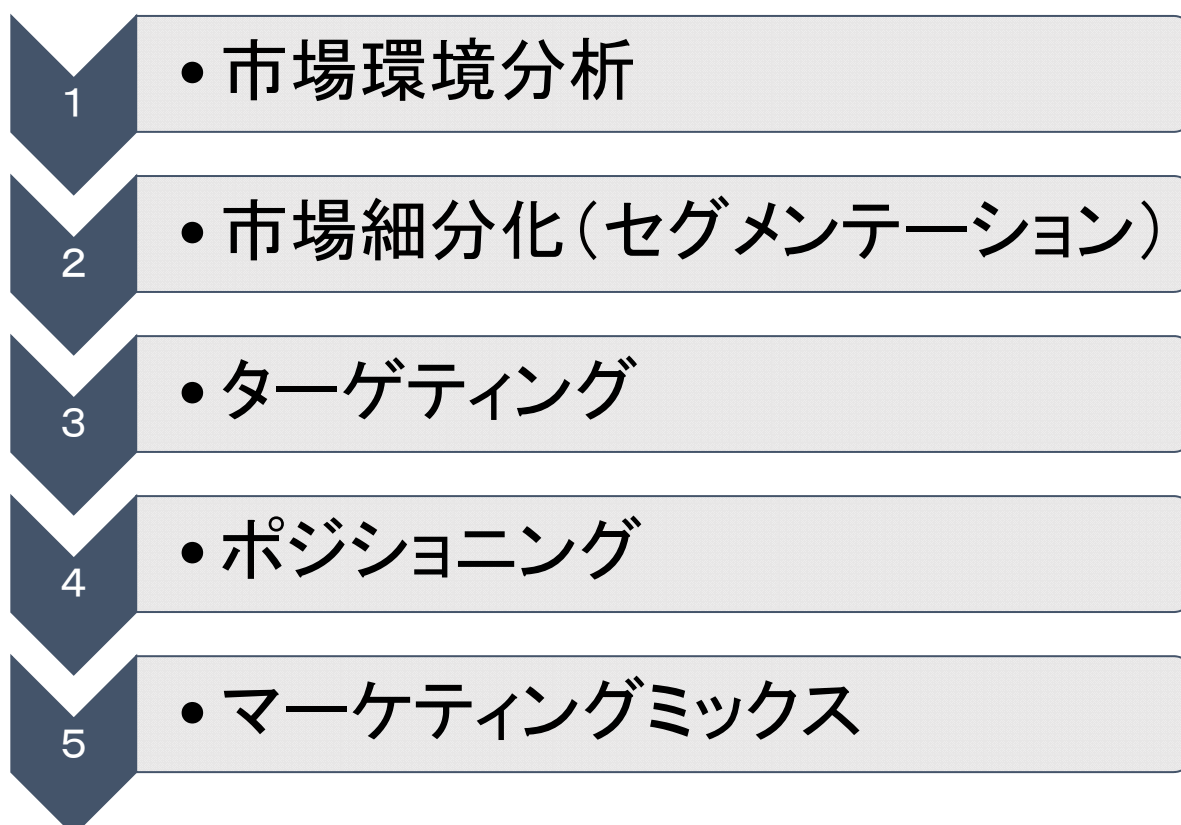 1
• 市場環境分析
2
• 市場細分化(セグメンテーション)
3
• ターゲティング
4
• ポジショニング
5
• マーケティングミックス